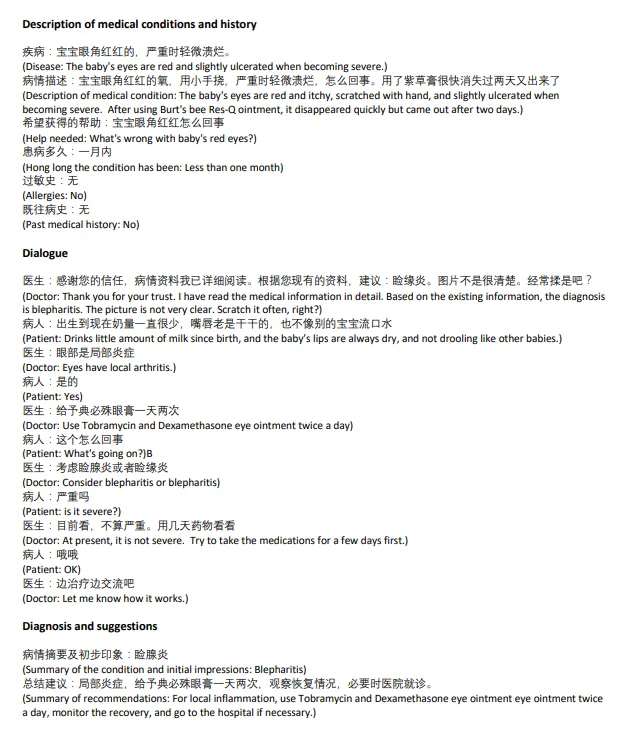 Description of medical conditions and history
疾病：宝宝眼角红红的，严重时轻微溃烂。
(Disease: The baby's eyes are red and slightly ulcerated when becoming severe.)
病情描述：宝宝眼角红红的氧，用小手挠，严重时轻微溃烂，怎么回事。用了紫草膏很快消失过两天又出来了
(Description of medical condition: The baby's eyes are red and itchy, scratched with hand, and slightly ulcerated when
becoming severe.  After using Burt's bee Res-Q ointment, it disappeared quickly but came out after two days.)
希望获得的帮助：宝宝眼角红红怎么回事
(Help needed: What's wrong with baby's red eyes?)
患病多久：一月内
(Hong long the condition has been: Less than one month)
过敏史：无
(Allergies: No)
既往病史：无
(Past medical history: No)
Dialogue
医生：感谢您的信任，病情资料我已详细阅读。根据您现有的资料，建议：睑缘炎。图片不是很清楚。经常揉是吧？
(Doctor: Thank you for your trust. I have read the medical information in detail. Based on the existing information, the diagnosis
is blepharitis. The picture is not very clear. Scratch it often, right?)
病人：出生到现在奶量一直很少，嘴唇老是干干的，也不像别的宝宝流口水
(Patient: Drinks little amount of milk since birth, and the baby's lips are always dry, and not drooling like other babies.)
医生：眼部是局部炎症
(Doctor: Eyes have local arthritis.)
病人：是的
(Patient: Yes)
医生：给予典必殊眼膏一天两次
(Doctor: Use Tobramycin and Dexamethasone eye ointment twice a day)
病人：这个怎么回事
(Patient: What's going on?)B
医生：考虑睑腺炎或者睑缘炎
(Doctor: Consider blepharitis or blepharitis)
病人：严重吗
(Patient: is it severe?)
医生：目前看，不算严重。用几天药物看看
(Doctor: At present, it is not severe.  Try to take the medications for a few days first.)
病人：哦哦
(Patient: OK)
医生：边治疗边交流吧
(Doctor: Let me know how it works.)
Diagnosis and suggestions
病情摘要及初步印象：睑腺炎
(Summary of the condition and initial impressions: Blepharitis)
总结建议：局部炎症，给予典必殊眼膏一天两次，观察恢复情况，必要时医院就诊。
(Summary of recommendations: For local inflammation, use Tobramycin and Dexamethasone eye ointment eye ointment twice
a day, monitor the recovery, and go to the hospital if necessary.)